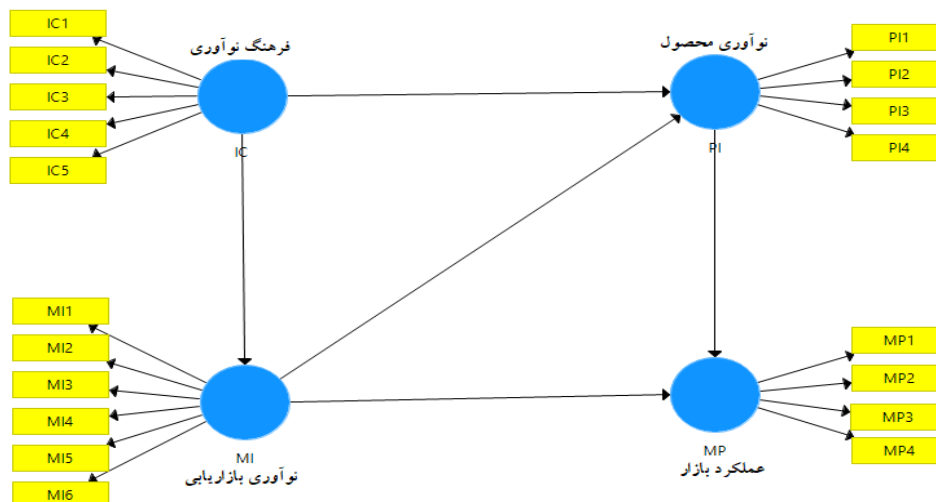 IC1
IC2
IC3
IC4
IC5
فرهنگ نوآوری
IC
نوآوری محصول
PI
PI1
PI2
PI3
PI4
MI1
MI2
MI3
MI4
MI5
MI6
MI
نوآوری بازاریابی
MP
عملکرد بازار
MP1
MP2
MP3
MP4